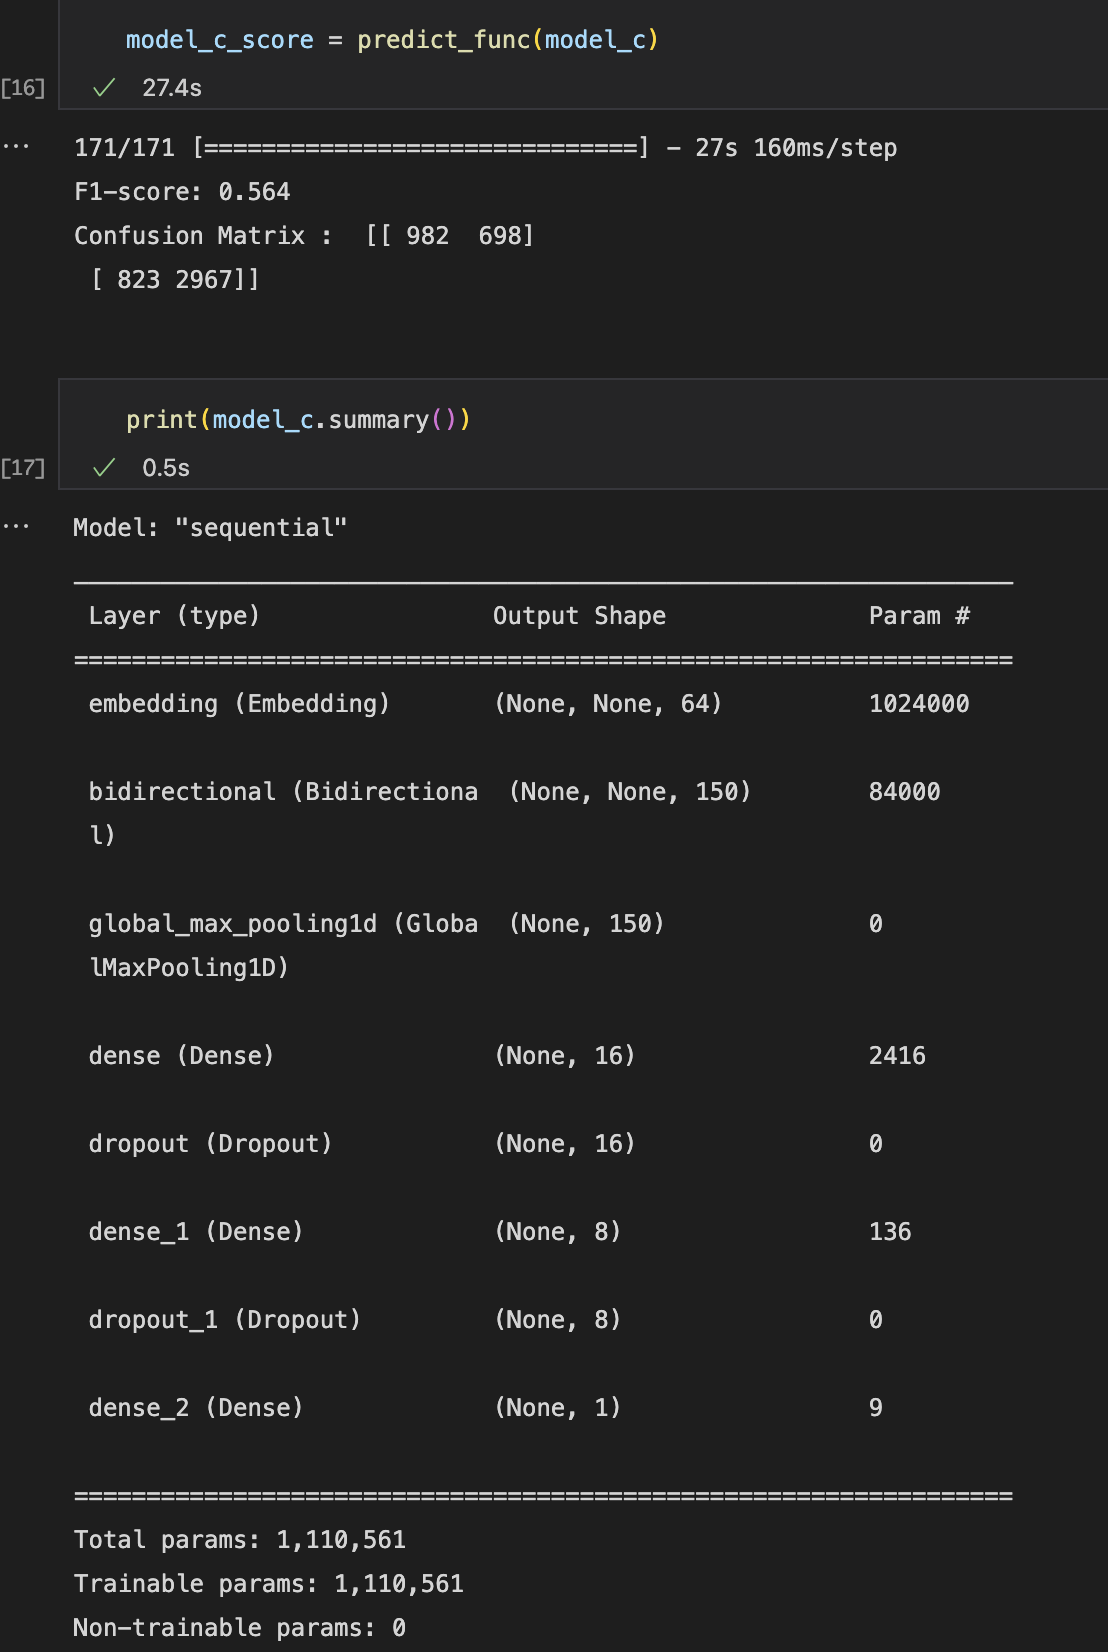 model_c_score = predict_func(model_c)
[16] ✓ 27.4s
... 171/171 [==============================] - 27s 160ms/step
F1-score: 0.564
Confusion Matrix :  [[ 982  698]
 [ 823 2967]]
print(model_c.summary())
[17] ✓ 0.5s
... Model: "sequential"
_________________________________________________________________
Layer (type) Output Shape Param #
=================================================================
embedding (Embedding) (None, None, 64) 1024000
bidirectional (Bidirectiona (None, None, 150) 84000
l)
global_max_pooling1d (Globa (None, 150) 0
lMaxPooling1D)
dense (Dense) (None, 16) 2416
dropout (Dropout) (None, 16) 0
dense_1 (Dense) (None, 8) 136
dropout_1 (Dropout) (None, 8) 0
dense_2 (Dense) (None, 1) 9
=================================================================
Total params: 1,110,561
Trainable params: 1,110,561
Non-trainable params: 0